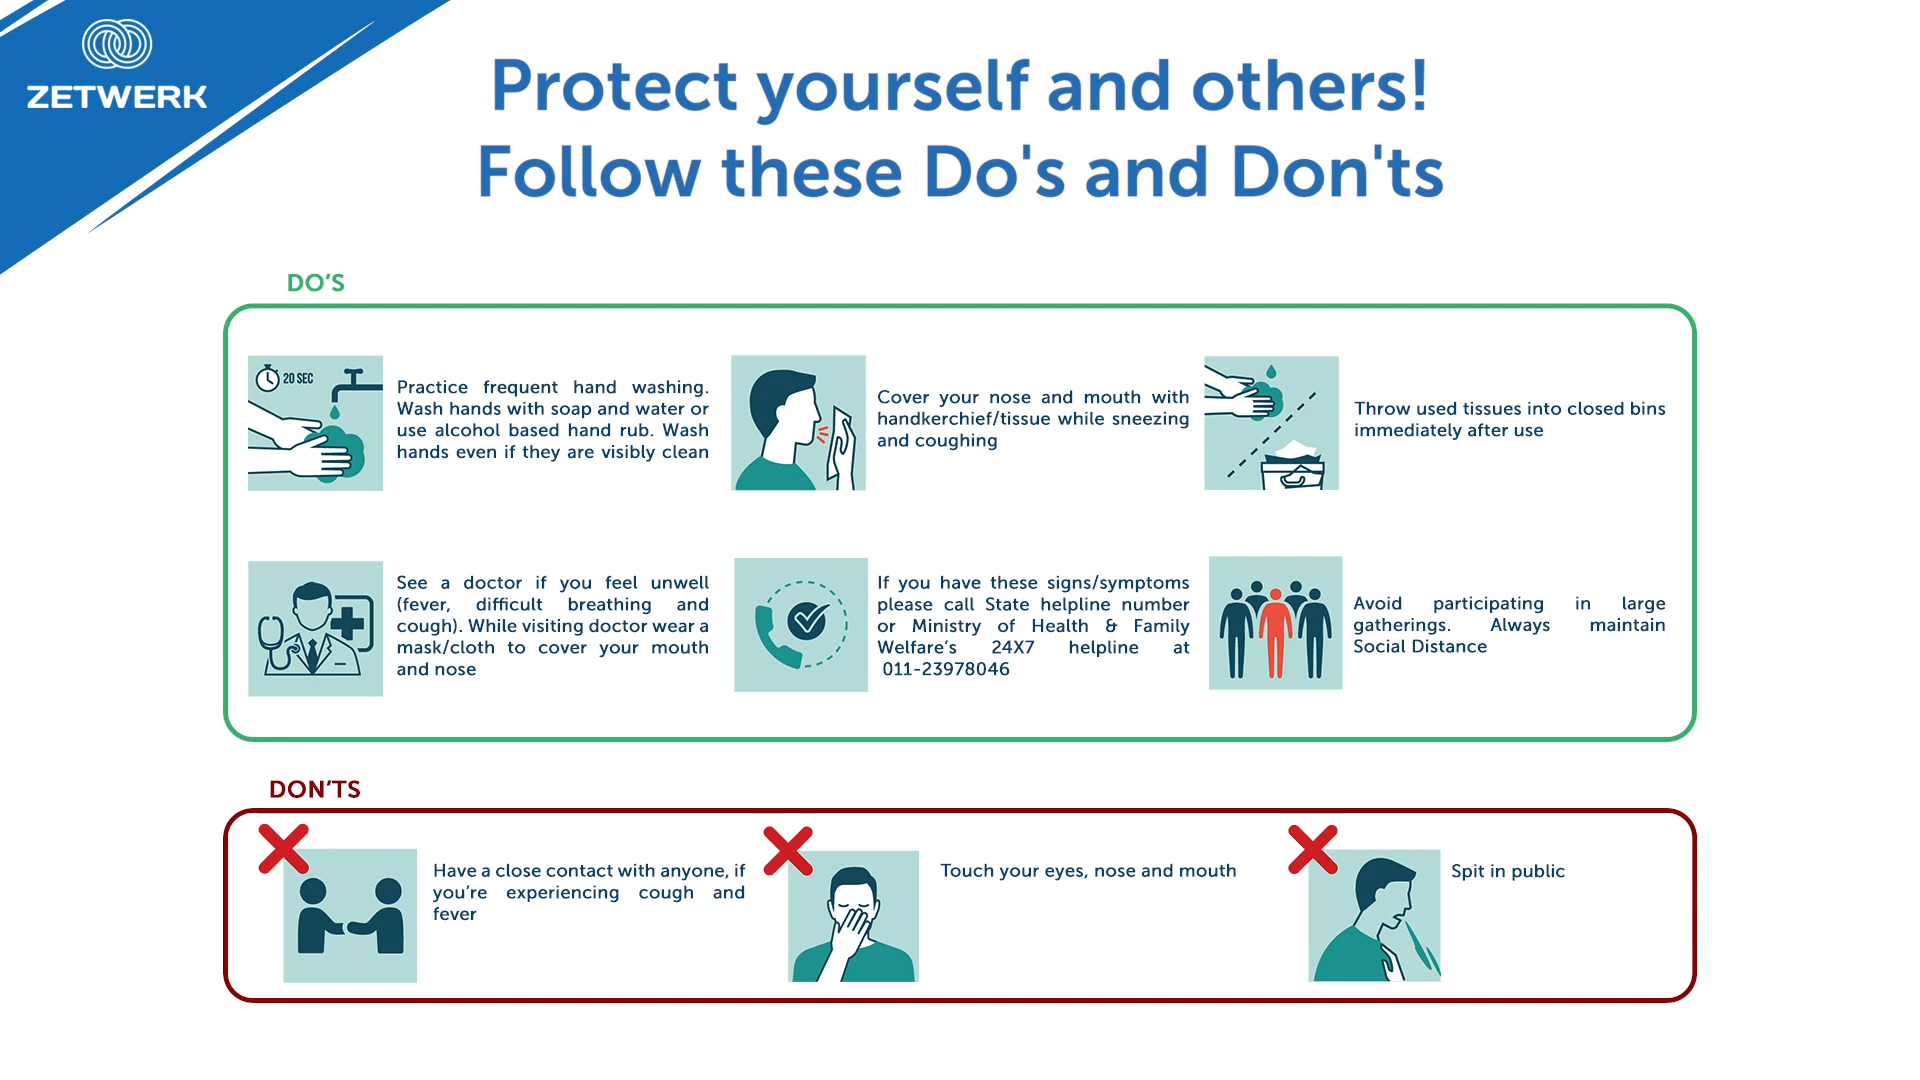 ZETWERK
Protect yourself and others!
Follow these Do's and Don'ts
DO'S
20 SEC
Practice frequent hand washing.
Wash hands with soap and water or
use alcohol based hand rub. Wash
hands even if they are visibly clean
Cover your nose and mouth with
handkerchief/tissue while sneezing
and coughing
Throw used tissues into closed bins
immediately after use
See a doctor if you feel unwell
(fever, difficult breathing and
cough). While visiting doctor wear a
mask/cloth to cover your mouth
and nose
If you have these signs/symptoms
please call State helpline number
or Ministry of Health & Family
Welfare's 24X7 helpline at
011-23978046
Avoid participating in large
gatherings. Always maintain
Social Distance
DON'TS
Have a close contact with anyone, if
you're experiencing cough and
fever
Touch your eyes, nose and mouth
Spit in public